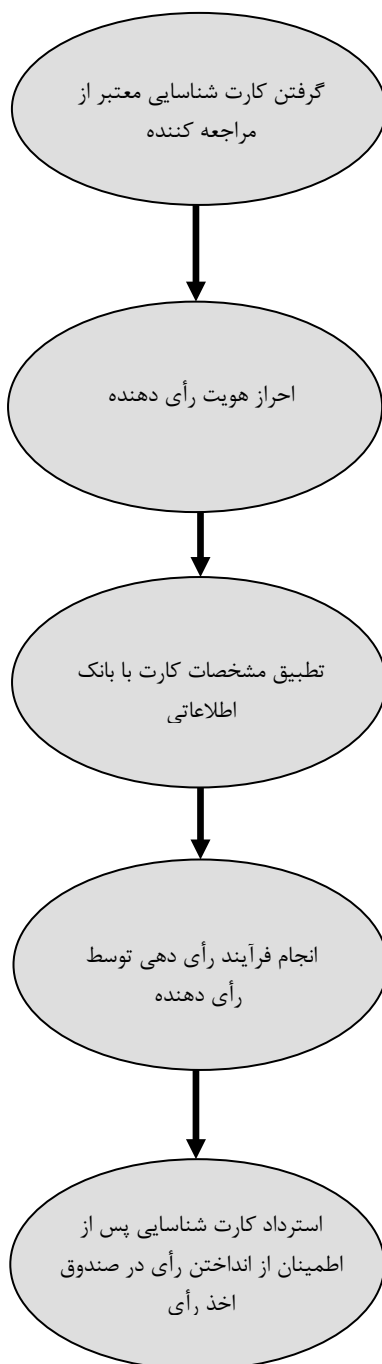 گرفتن کارت شناسایی معتبر از
مراجعه کننده
احراز هویت رأی دهنده
تطبیق مشخصات کارت با بانک
اطلاعاتی
انجام فرآیند رأی دهی توسط
رأی دهنده
استرداد کارت شناسایی پس از
اطمینان از انداختن رأی در صندوق
اخذ رأی